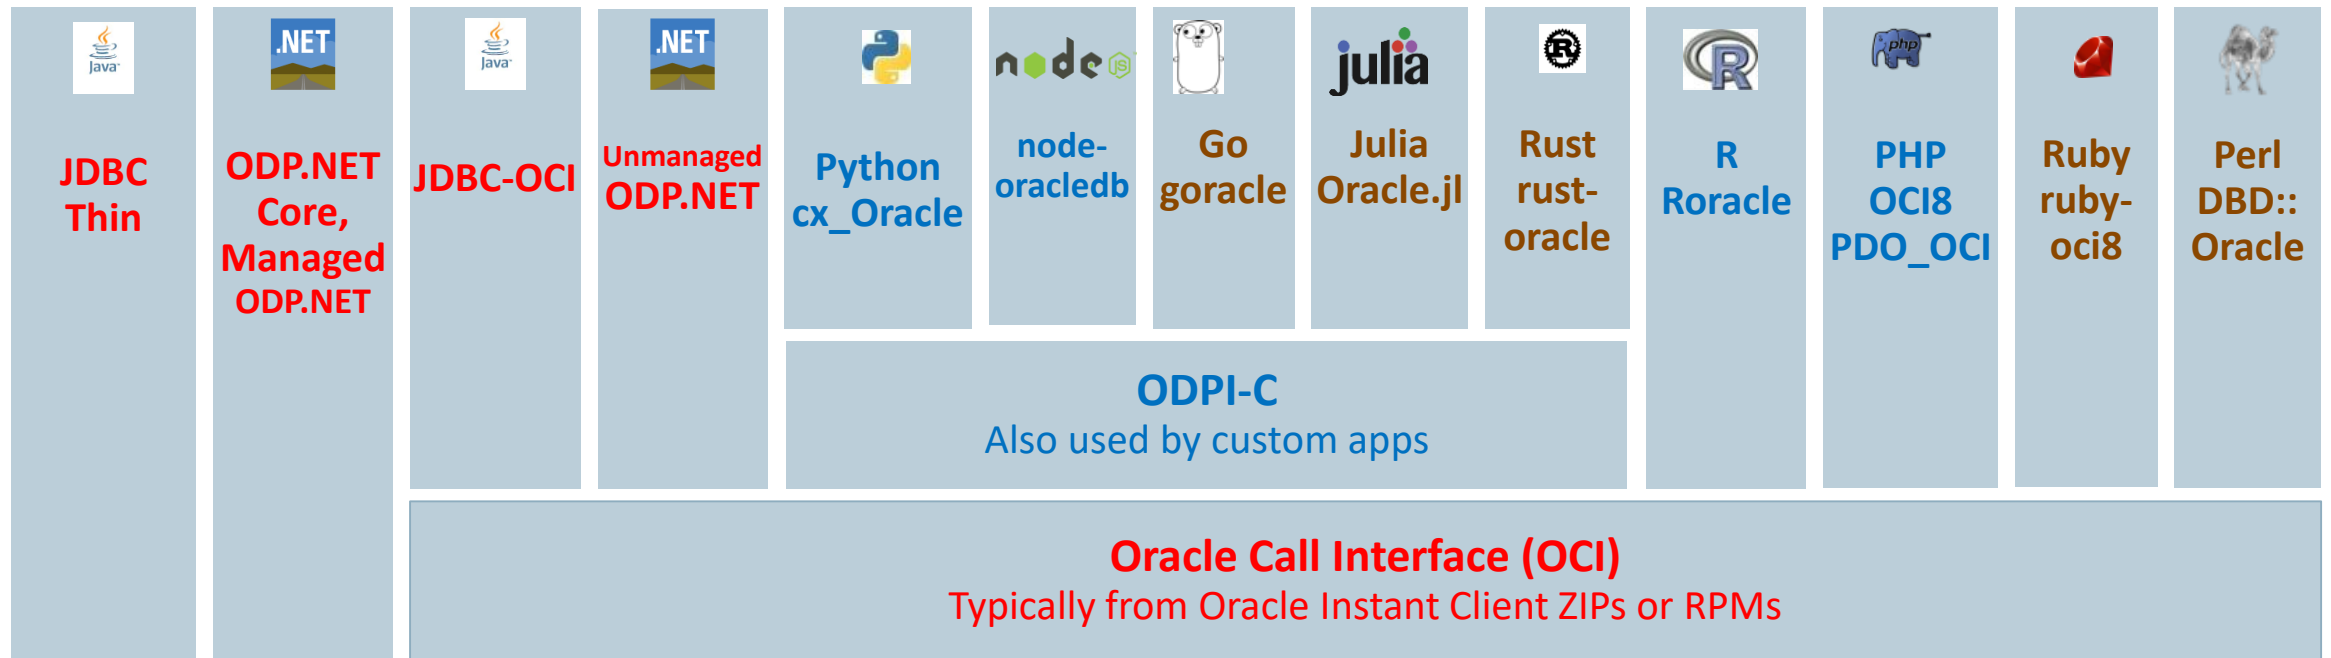 Java
JDBC
Thin
.NET
ODP.NET
Core,
Managed
ODP.NET
Java
JDBC-OCI
.NET
Unmanaged
ODP.NET
Python
cx_Oracle
node
JS
node-
oracledb
Go
goracle
julia
Julia
Oracle.jl
R
Rust
rust-
oracle
R
R
Roracle
php
PHP
OCI8
PDO_OCI
Ruby
ruby-
oci8
Perl
DBD::
Oracle
ODPI-C
Also used by custom apps
Oracle Call Interface (OCI)
Typically from Oracle Instant Client ZIPs or RPMs